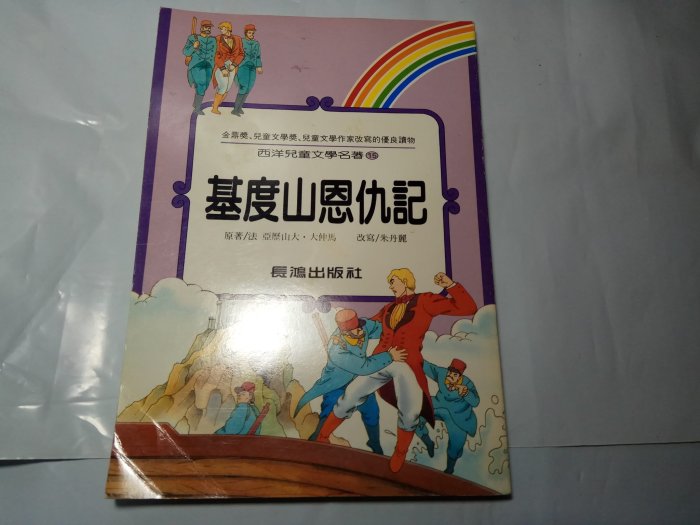 金鼎獎、兒童文學獎、兒童文學作家改寫的優良讀物
西洋兒童文學名著⑮
基度山恩仇記
原著/法 亞歷山大·大仲馬 改寫/朱丹麗
長鴻出版社